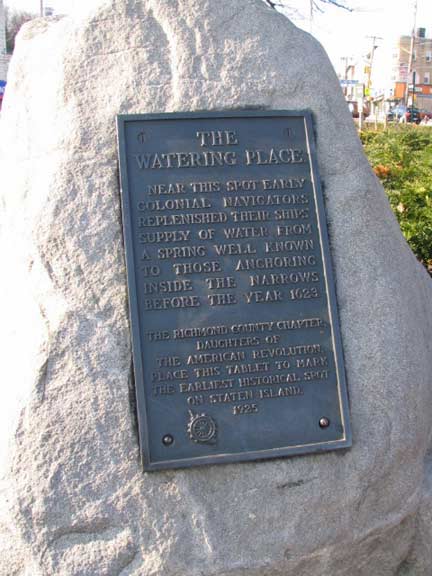 THE
WATERING PLACE
NEAR THIS SPOT EARLY
COLONIAL NAVIGATORS
REPLENISHED THEIR SHIPS
SUPPLY OF WATER FROM
A SPRING WELL KNOWN
TO THOSE ANCHORING
INSIDE THE NARROWS
BEFORE THE YEAR 1623
THE RICHMOND COUNTY CHAPTER,
DAUGHTERS OF
THE AMERICAN REVOLUTION,
PLACE THIS TABLET TO MARK
THE EARLIEST HISTORICAL SPOT
ON STATEN ISLAND.
1925